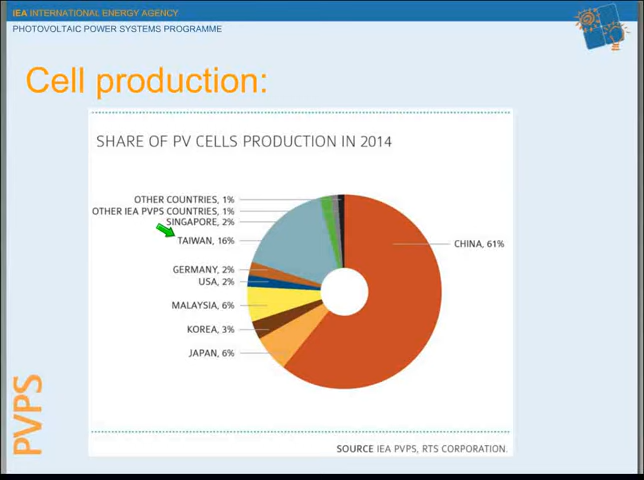 IEA INTERNATIONAL ENERGY AGENCY
PHOTOVOLTAIC POWER SYSTEMS PROGRAMME
Cell production:
SHARE OF PV CELLS PRODUCTION IN 2014
OTHER COUNTRIES, 1%
OTHER IEA PVPS COUNTRIES, 1%
SINGAPORE, 2%
TAIWAN, 16%
CHINA, 61%
GERMANY, 2%
USA, 2%
MALAYSIA, 6%
KOREA, 3%
JAPAN, 6%
PVPS
SOURCE IEA PVPS, RTS CORPORATION.